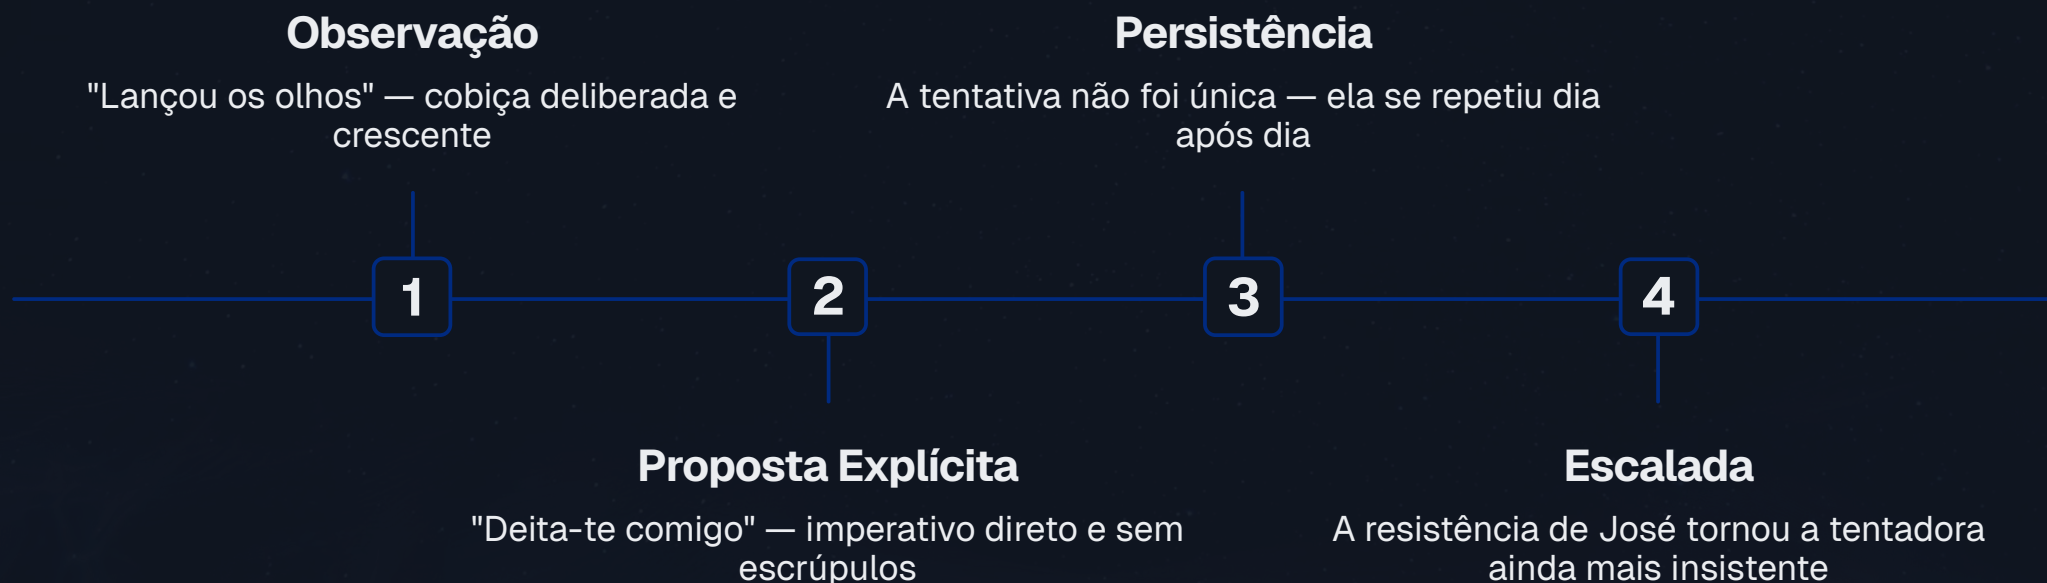 Observação
"Lançou os olhos" — cobiça deliberada e
crescente
Persistência
A tentativa não foi única — ela se repetiu dia
após dia
1
2
3
4
Proposta Explícita
"Deita-te comigo" — imperativo direto e sem
escrúpulos
Escalada
A resistência de José tornou a tentadora
ainda mais insistente